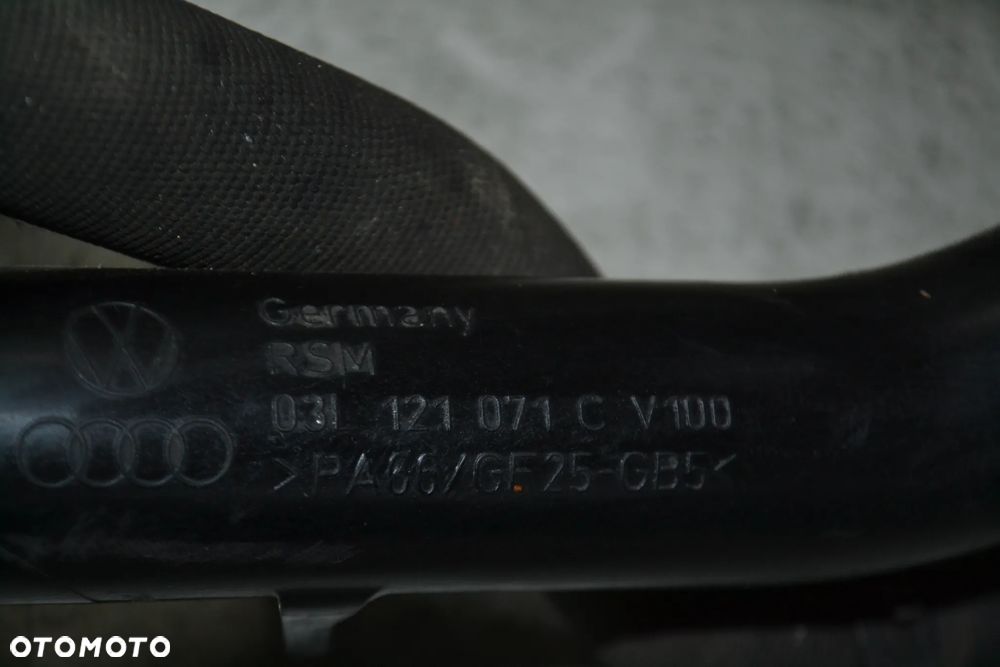 Germany
RSM
03L 121 071 C V100
>PA66/GF25-GB5<
OTOMOTO